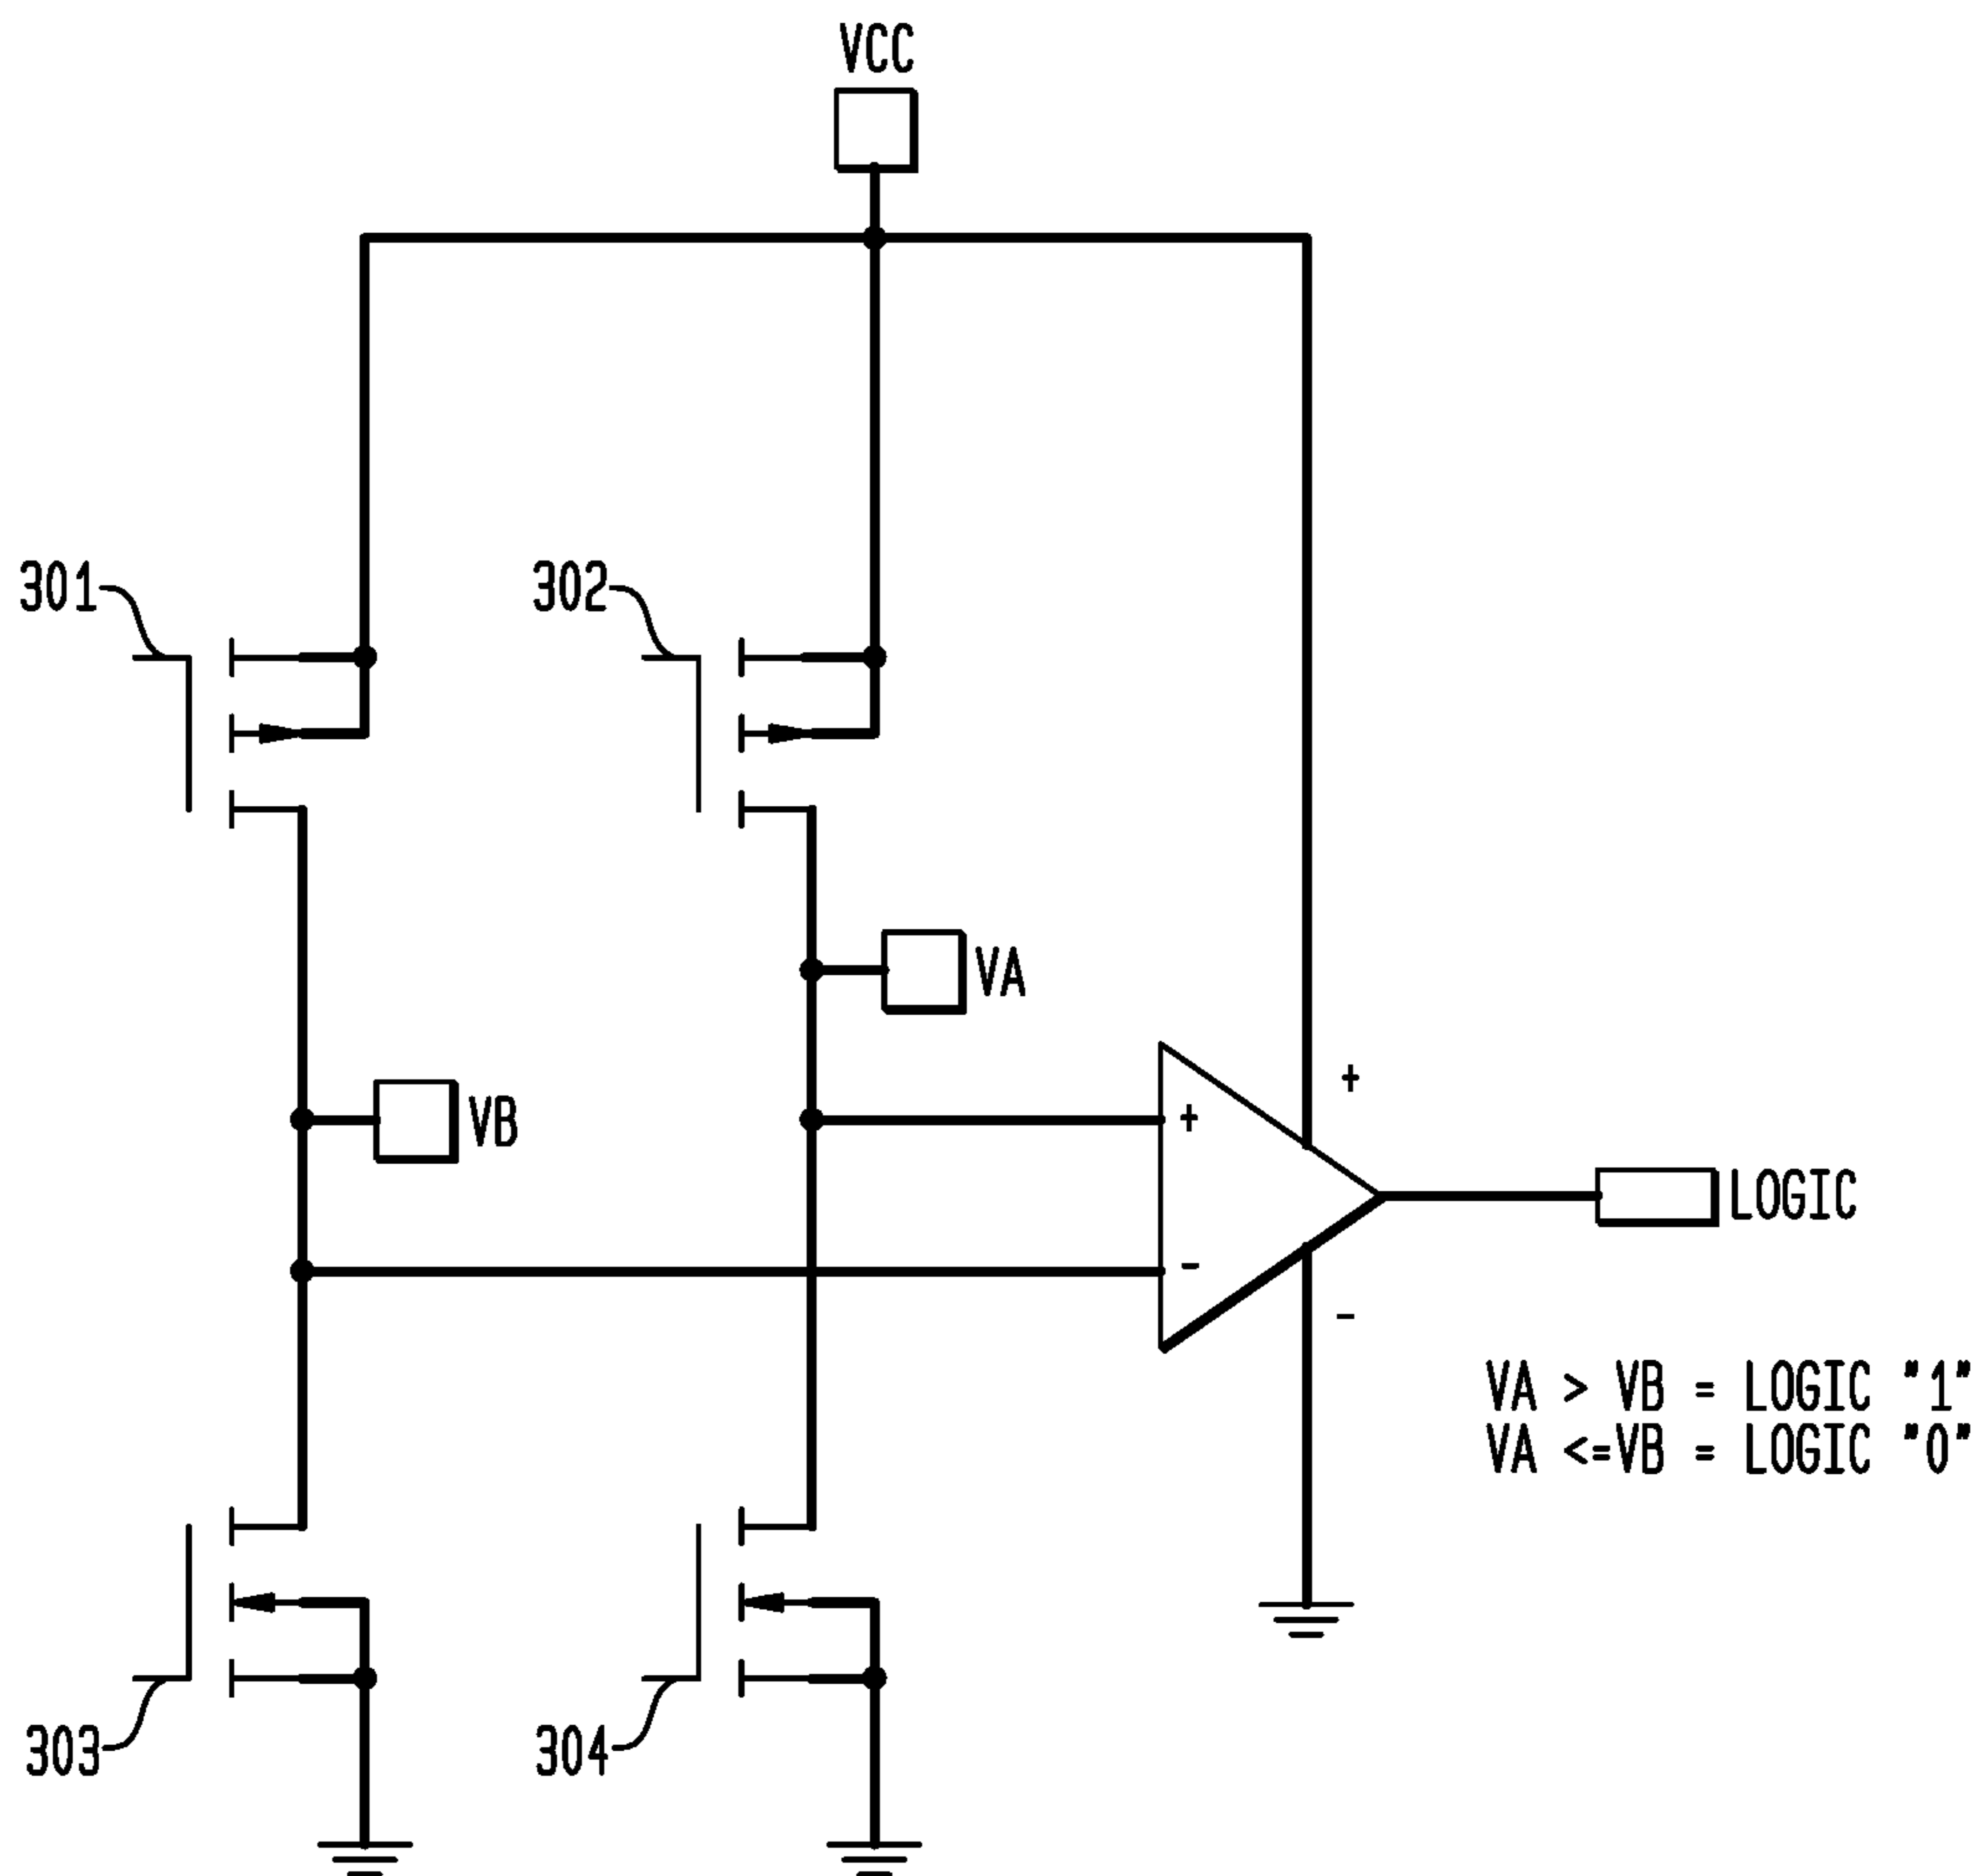 VCC
301
302
VA
VB
+
+
-
-
LOGIC
VA > VB = LOGIC "1"
VA <=VB = LOGIC "0"
303
304